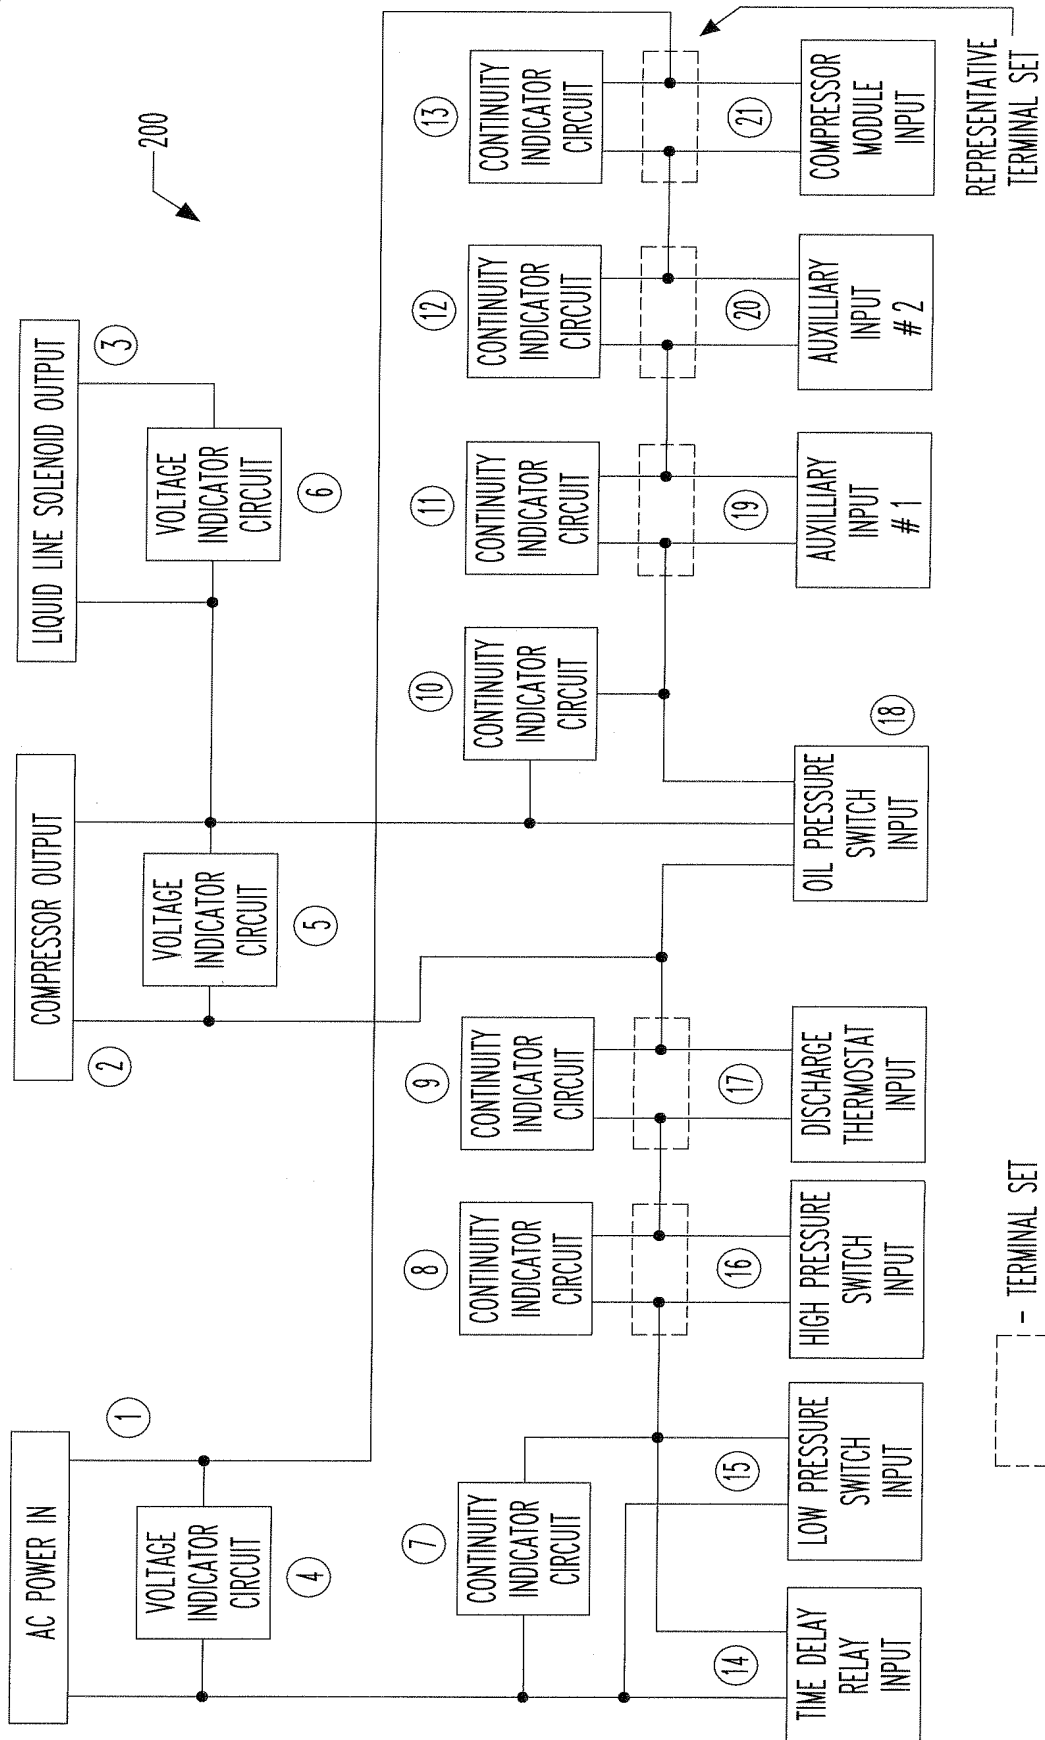 200
AC POWER IN
1
COMPRESSOR OUTPUT
2
LIQUID LINE SOLENOID OUTPUT
3
VOLTAGE
INDICATOR
CIRCUIT
4
VOLTAGE
INDICATOR
CIRCUIT
5
VOLTAGE
INDICATOR
CIRCUIT
6
7
CONTINUITY
INDICATOR
CIRCUIT
8
CONTINUITY
INDICATOR
CIRCUIT
9
CONTINUITY
INDICATOR
CIRCUIT
10
CONTINUITY
INDICATOR
CIRCUIT
11
CONTINUITY
INDICATOR
CIRCUIT
12
CONTINUITY
INDICATOR
CIRCUIT
13
CONTINUITY
INDICATOR
CIRCUIT
14
TIME DELAY
RELAY
INPUT
15
LOW PRESSURE
SWITCH
INPUT
16
HIGH PRESSURE
SWITCH
INPUT
17
DISCHARGE
THERMOSTAT
INPUT
18
OIL PRESSURE
SWITCH
INPUT
19
AUXILLIARY
INPUT
#1
20
AUXILLIARY
INPUT
#2
21
COMPRESSOR
MODULE
INPUT
REPRESENTATIVE
TERMINAL SET
- TERMINAL SET